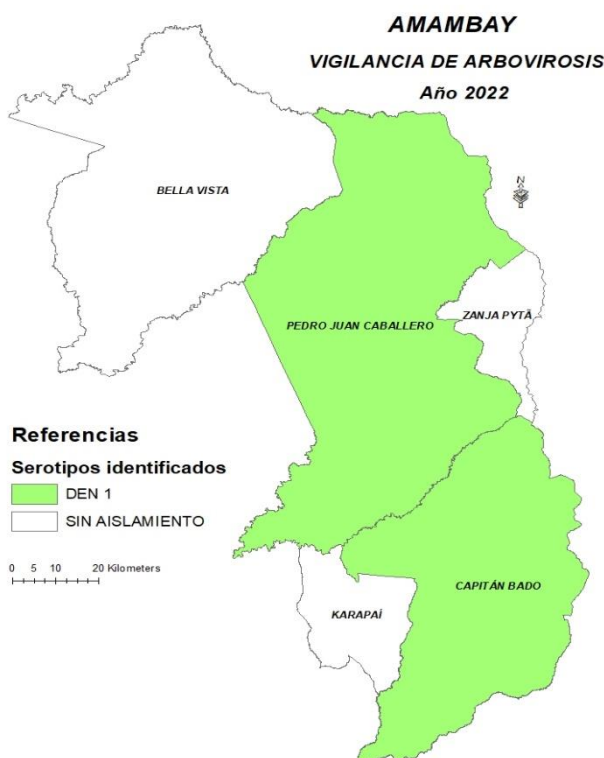 AMAMBAY
VIGILANCIA DE ARBOVIROSIS
Año 2022
N
BELLA VISTA
PEDRO JUAN CABALLERO
ZANJA PYTÃ
Referencias
Serotipos identificados
DEN 1
SIN AISLAMIENTO
0 5 10 20 Kilometers
CAPITÁN BADO
KARAPAÍ